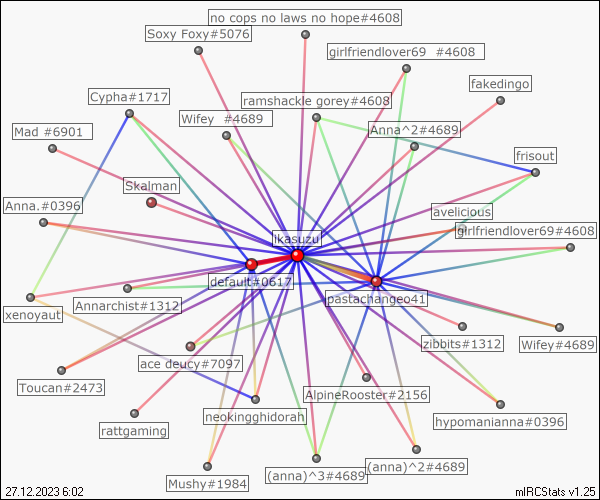 no cops no laws no hope#4608
Soxy Foxy#5076
girlfriendlover69 #4608
fakedingo
Cypha#1717
ramshackle gorey#4608
Wifey #4689
Mad #6901
Anna^2#4689
frisout
Skalman
Anna.#0396
avelicious
girlfriendlover69#4608
ikasuzu
default#0617
pastachangeo41
Annarchist#1312
xenoyaut
zibbits#1312
Wifey#4689
ace deucy#7097
Toucan#2473
AlpineRooster#2156
neokingghidorah
hypomanianna#0396
rattgaming
(anna)^2#4689
(anna)^3#4689
Mushy#1984
27.12.2023 6:02
mIRCStats v1.25